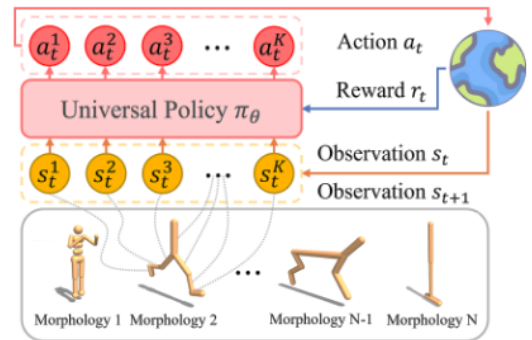 a_t^1 a_t^2 a_t^3 ... a_t^K Action a_t
Universal Policy π_θ Reward r_t
s_t^1 s_t^2 s_t^3 ... s_t^K Observation s_t
Observation s_{t+1}
...
Morphology 1 Morphology 2 Morphology N-1 Morphology N